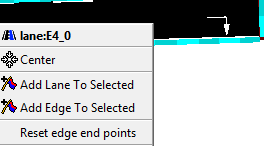 lane:E4_0
Center
Add Lane To Selected
Add Edge To Selected
Reset edge end points